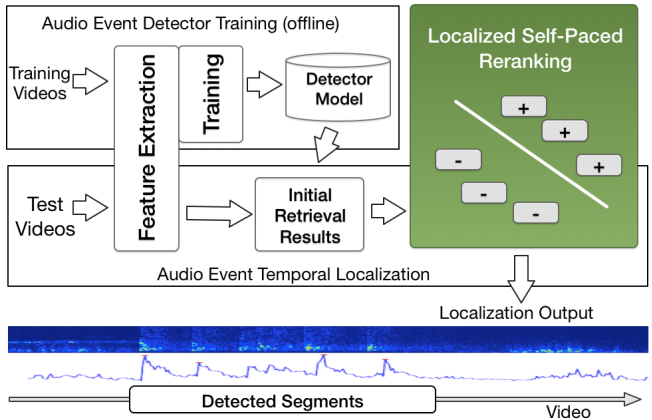 Audio Event Detector Training (offline)
Training
Videos
Feature Extraction
Training
Detector
Model
Localized Self-Paced
Reranking
+
+
+
-
-
-
Test
Videos
Initial
Retrieval
Results
Audio Event Temporal Localization
Localization Output
Detected Segments
Video